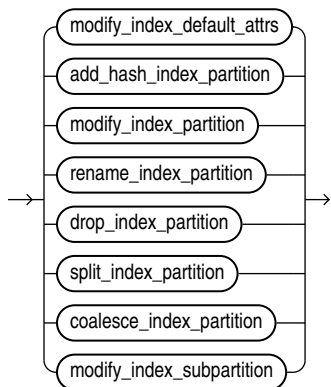 modify_index_default_attrs
add_hash_index_partition
modify_index_partition
rename_index_partition
drop_index_partition
split_index_partition
coalesce_index_partition
modify_index_subpartition